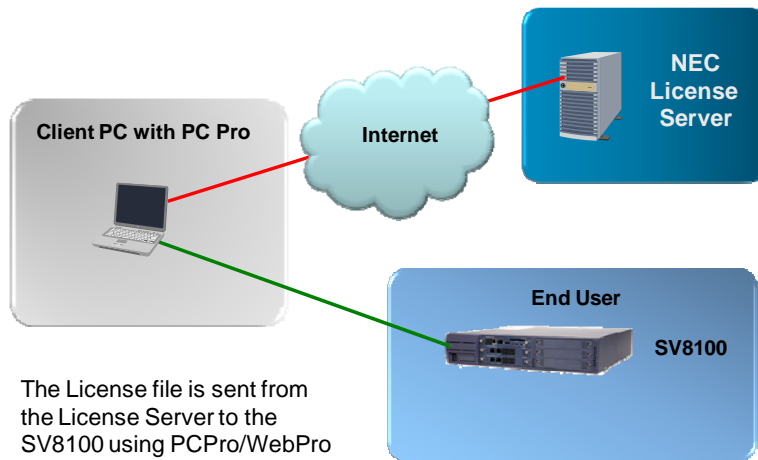 NEC
License
Server
Client PC with PC Pro
Internet
End User
SV8100
The License file is sent from
the License Server to the
SV8100 using PCPro/WebPro